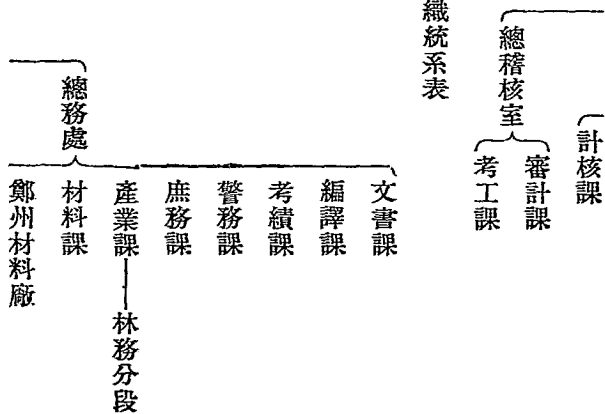 計核課
總稽核室
審計課
考工課
織統系表
總務處
文書課
編譯課
考績課
警務課
庶務課
產業課
林務分段
材料課
鄭州材料廠